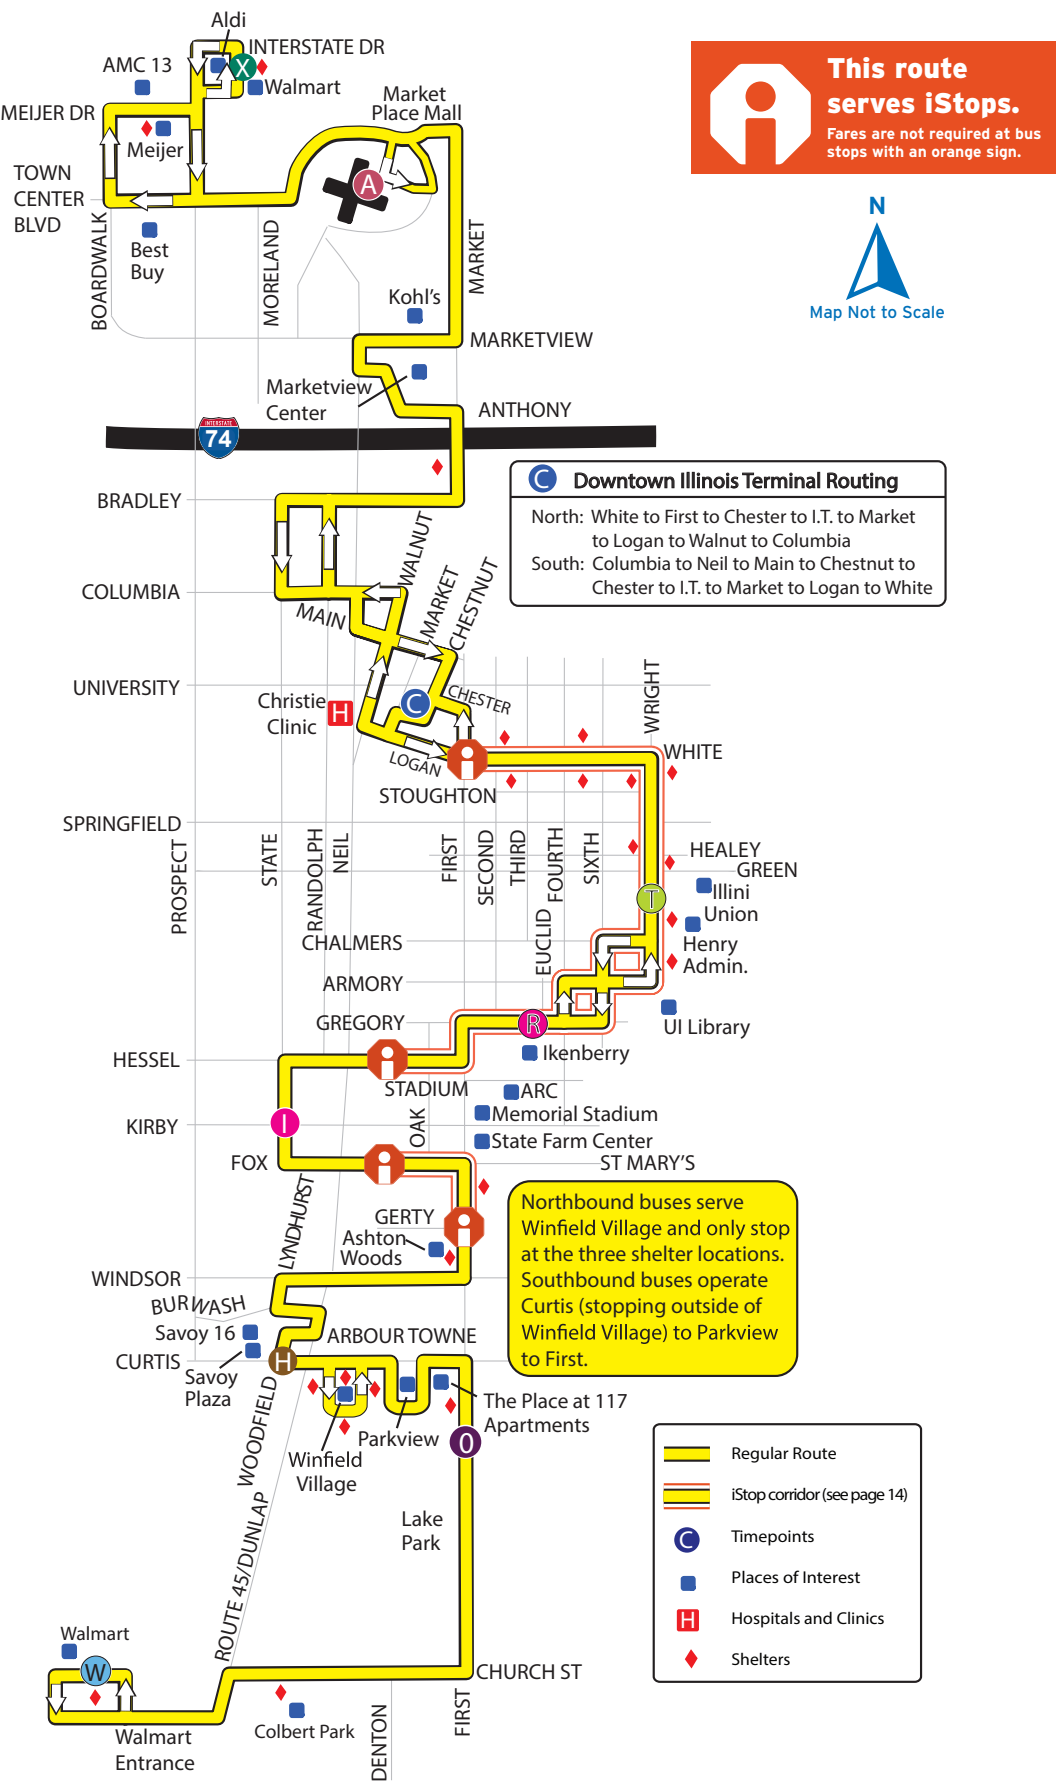 Aldi
INTERSTATE DR
AMC 13
X
Walmart
MEIJER DR
Meijer
Market
Place Mall
This route
serves iStops.
Fares are not required at bus
stops with an orange sign.
TOWN
CENTER
BLVD
A
N
Map Not to Scale
BOARDWALK
Best
Buy
MORELAND
MARKET
Kohl's
MARKETVIEW
Marketview
Center
ANTHONY
INTERSTATE
74
BRADLEY
C Downtown Illinois Terminal Routing
North: White to First to Chester to I.T. to Market
to Logan to Walnut to Columbia
South: Columbia to Neil to Main to Chestnut to
Chester to I.T. to Market to Logan to White
COLUMBIA
MAIN
WALNUT
MARKET
CHESTNUT
UNIVERSITY
Christie
Clinic
H
C
CHESTER
LOGAN
WRIGHT
WHITE
STOUGHTON
SPRINGFIELD
PROSPECT
STATE
RANDOLPH
NEIL
FIRST
SECOND
THIRD
FOURTH
SIXTH
HEALEY
GREEN
T
Illini
Union
Henry
Admin.
EUCLID
CHALMERS
ARMORY
GREGORY
R
UI Library
Ikenberry
HESSEL
STADIUM
ARC
Memorial Stadium
State Farm Center
OAK
KIRBY
I
FOX
ST MARY'S
LYNDHURST
GERTY
Ashton
Woods
WINDSOR
Northbound buses serve
Winfield Village and only stop
at the three shelter locations.
Southbound buses operate
Curtis (stopping outside of
Winfield Village) to Parkview
to First.
BURWASH
Savoy 16
ARBOUR TOWNE
CURTIS
H
Savoy
Plaza
WOODFIELD
Winfield
Village
Parkview
The Place at 117
Apartments
O
Lake
Park
ROUTE 45/DUNLAP
Regular Route
iStop corridor (see page 14)
C Timepoints
Places of Interest
H Hospitals and Clinics
Shelters
Walmart
W
CHURCH ST
Colbert Park
Walmart
Entrance
DENTON
FIRST